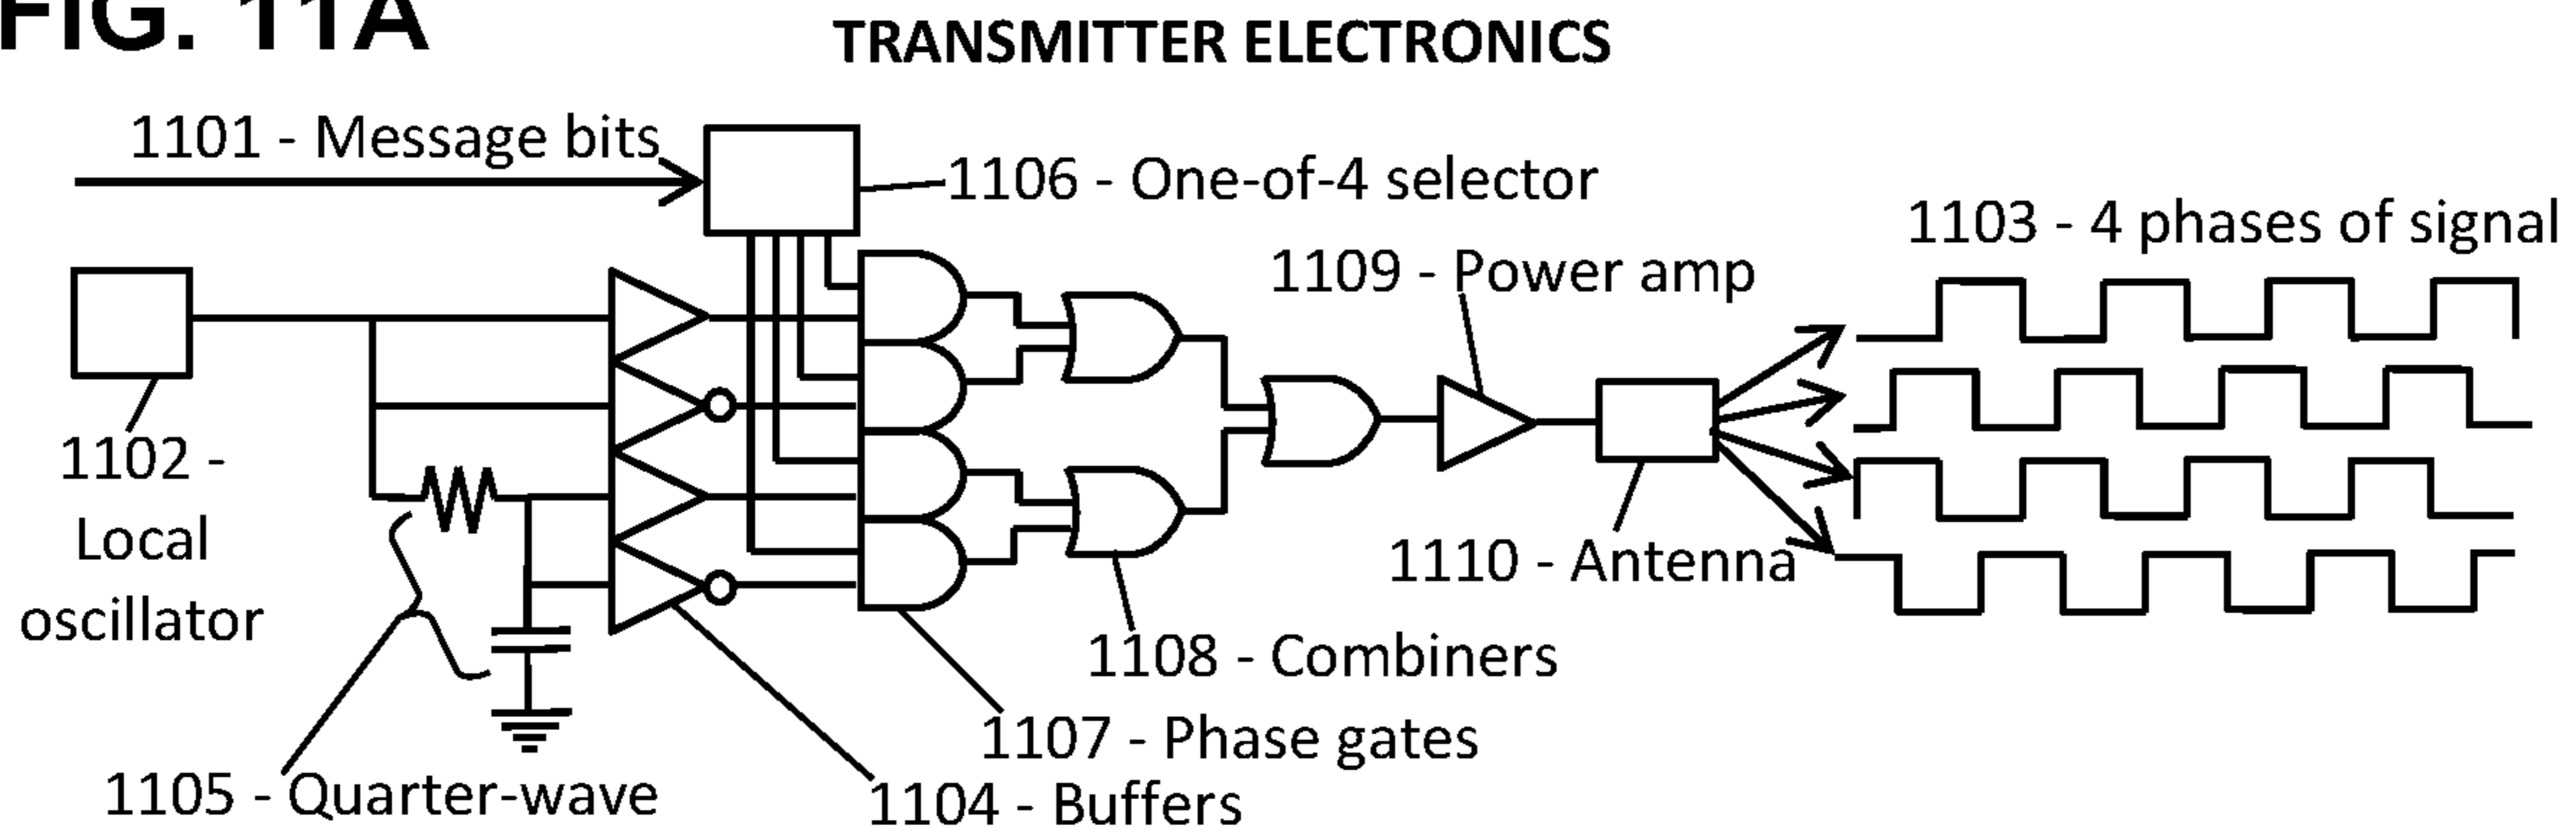 FIG. 11A
TRANSMITTER ELECTRONICS
1101 - Message bits
1106 - One-of-4 selector
1103 - 4 phases of signal
1109 - Power amp
1102 -
Local
oscillator
1110 - Antenna
1108 - Combiners
1107 - Phase gates
1105 - Quarter-wave
1104 - Buffers